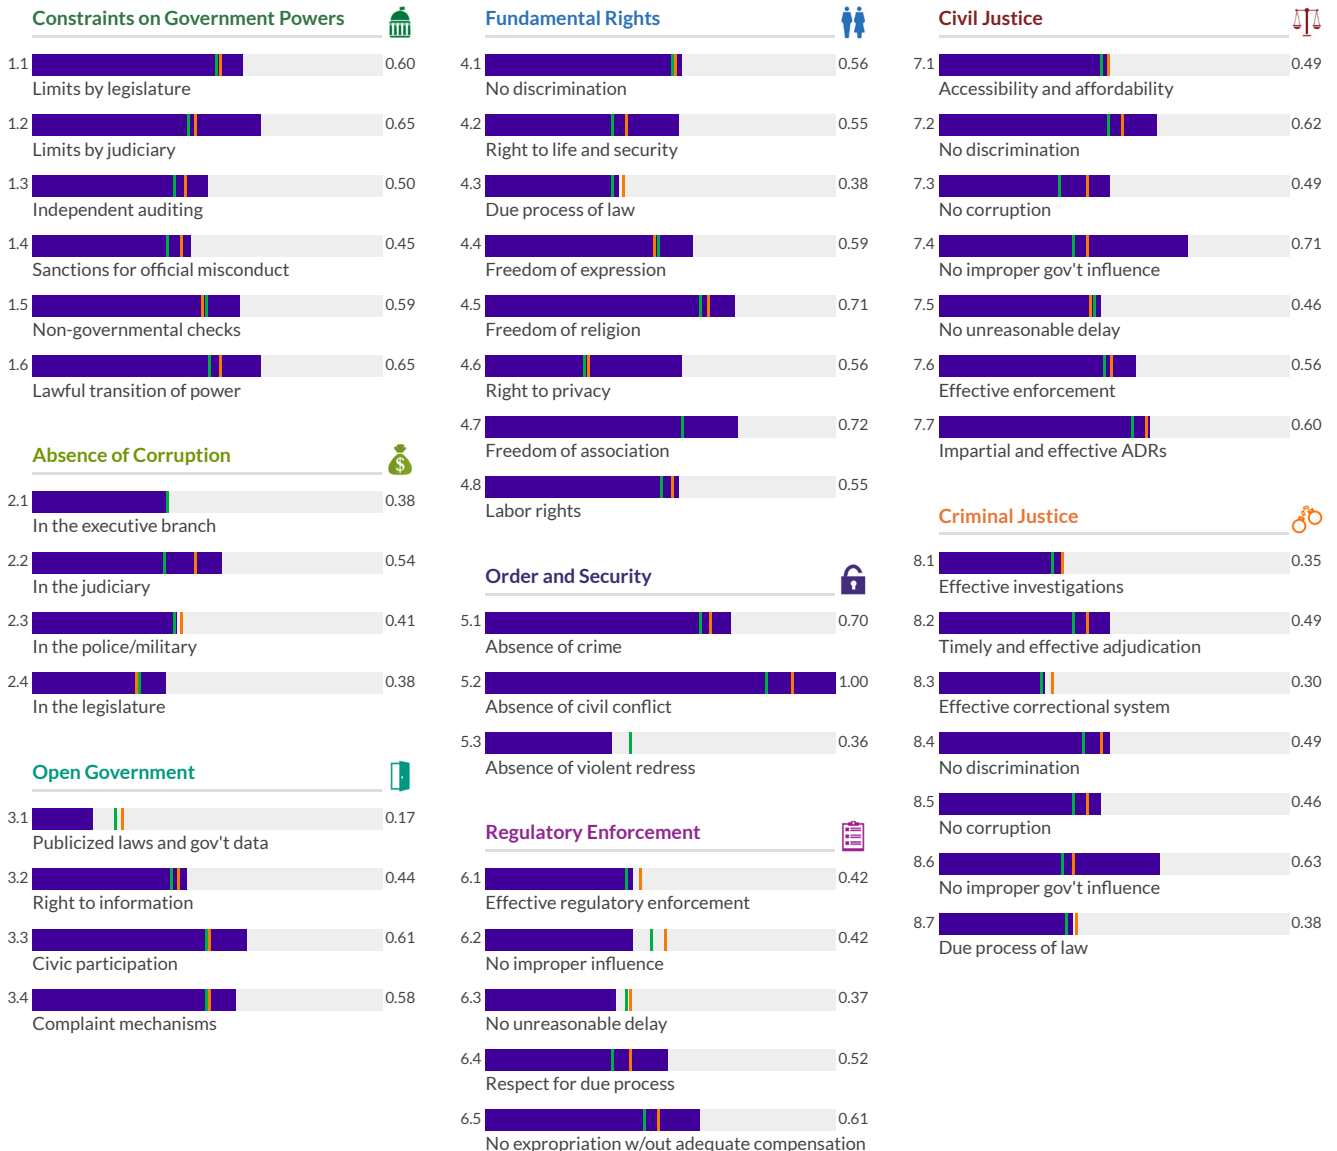 Constraints on Government Powers
1.1 0.60
Limits by legislature
1.2 0.65
Limits by judiciary
1.3 0.50
Independent auditing
1.4 0.45
Sanctions for official misconduct
1.5 0.59
Non-governmental checks
1.6 0.65
Lawful transition of power
Absence of Corruption
$
2.1 0.38
In the executive branch
2.2 0.54
In the judiciary
2.3 0.41
In the police/military
2.4 0.38
In the legislature
Open Government
3.1 0.17
Publicized laws and gov't data
3.2 0.44
Right to information
3.3 0.61
Civic participation
3.4 0.58
Complaint mechanisms
Fundamental Rights
4.1 0.56
No discrimination
4.2 0.55
Right to life and security
4.3 0.38
Due process of law
4.4 0.59
Freedom of expression
4.5 0.71
Freedom of religion
4.6 0.56
Right to privacy
4.7 0.72
Freedom of association
4.8 0.55
Labor rights
Order and Security
5.1 0.70
Absence of crime
5.2 1.00
Absence of civil conflict
5.3 0.36
Absence of violent redress
Regulatory Enforcement
6.1 0.42
Effective regulatory enforcement
6.2 0.42
No improper influence
6.3 0.37
No unreasonable delay
6.4 0.52
Respect for due process
6.5 0.61
No expropriation w/out adequate compensation
Civil Justice
7.1 0.49
Accessibility and affordability
7.2 0.62
No discrimination
7.3 0.49
No corruption
7.4 0.71
No improper gov't influence
7.5 0.46
No unreasonable delay
7.6 0.56
Effective enforcement
7.7 0.60
Impartial and effective ADRs
Criminal Justice
8.1 0.35
Effective investigations
8.2 0.49
Timely and effective adjudication
8.3 0.30
Effective correctional system
8.4 0.49
No discrimination
8.5 0.46
No corruption
8.6 0.63
No improper gov't influence
8.7 0.38
Due process of law